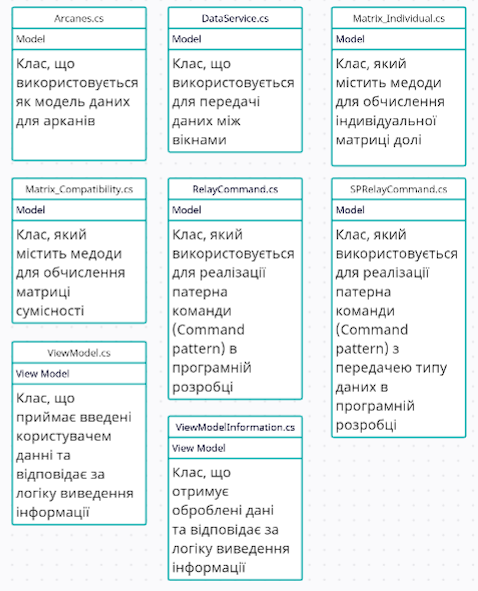 Arcanes.cs
Model
Клас, що
використовується
як модель даних
для арканів
DataService.cs
Model
Клас, що
використовується
для передачі
даних між
вікнами
Matrix_Individual.cs
Model
Клас, який
містить медоди
для обчислення
індивідуальної
матриці долі
Matrix_Compatibility.cs
Model
Клас, який
містить медоди
для обчислення
матриці
сумісності
RelayCommand.cs
Model
Клас, який
використовується
для реалізації
патерна
команди
(Command
pattern) в
програмній
розробці
SPRelayCommand.cs
Model
Клас, який
використовується
для реалізації
патерна
команди
(Command
pattern) з
передачею типу
даних в
програмній
розробці
ViewModel.cs
View Model
Клас, що
приймає введені
користувачем
данні та
відповідає за
логіку виведення
інформації
ViewModelInformation.cs
View Model
Клас, що
отримує
оброблені дані
та відповідає за
логіку виведення
інформації